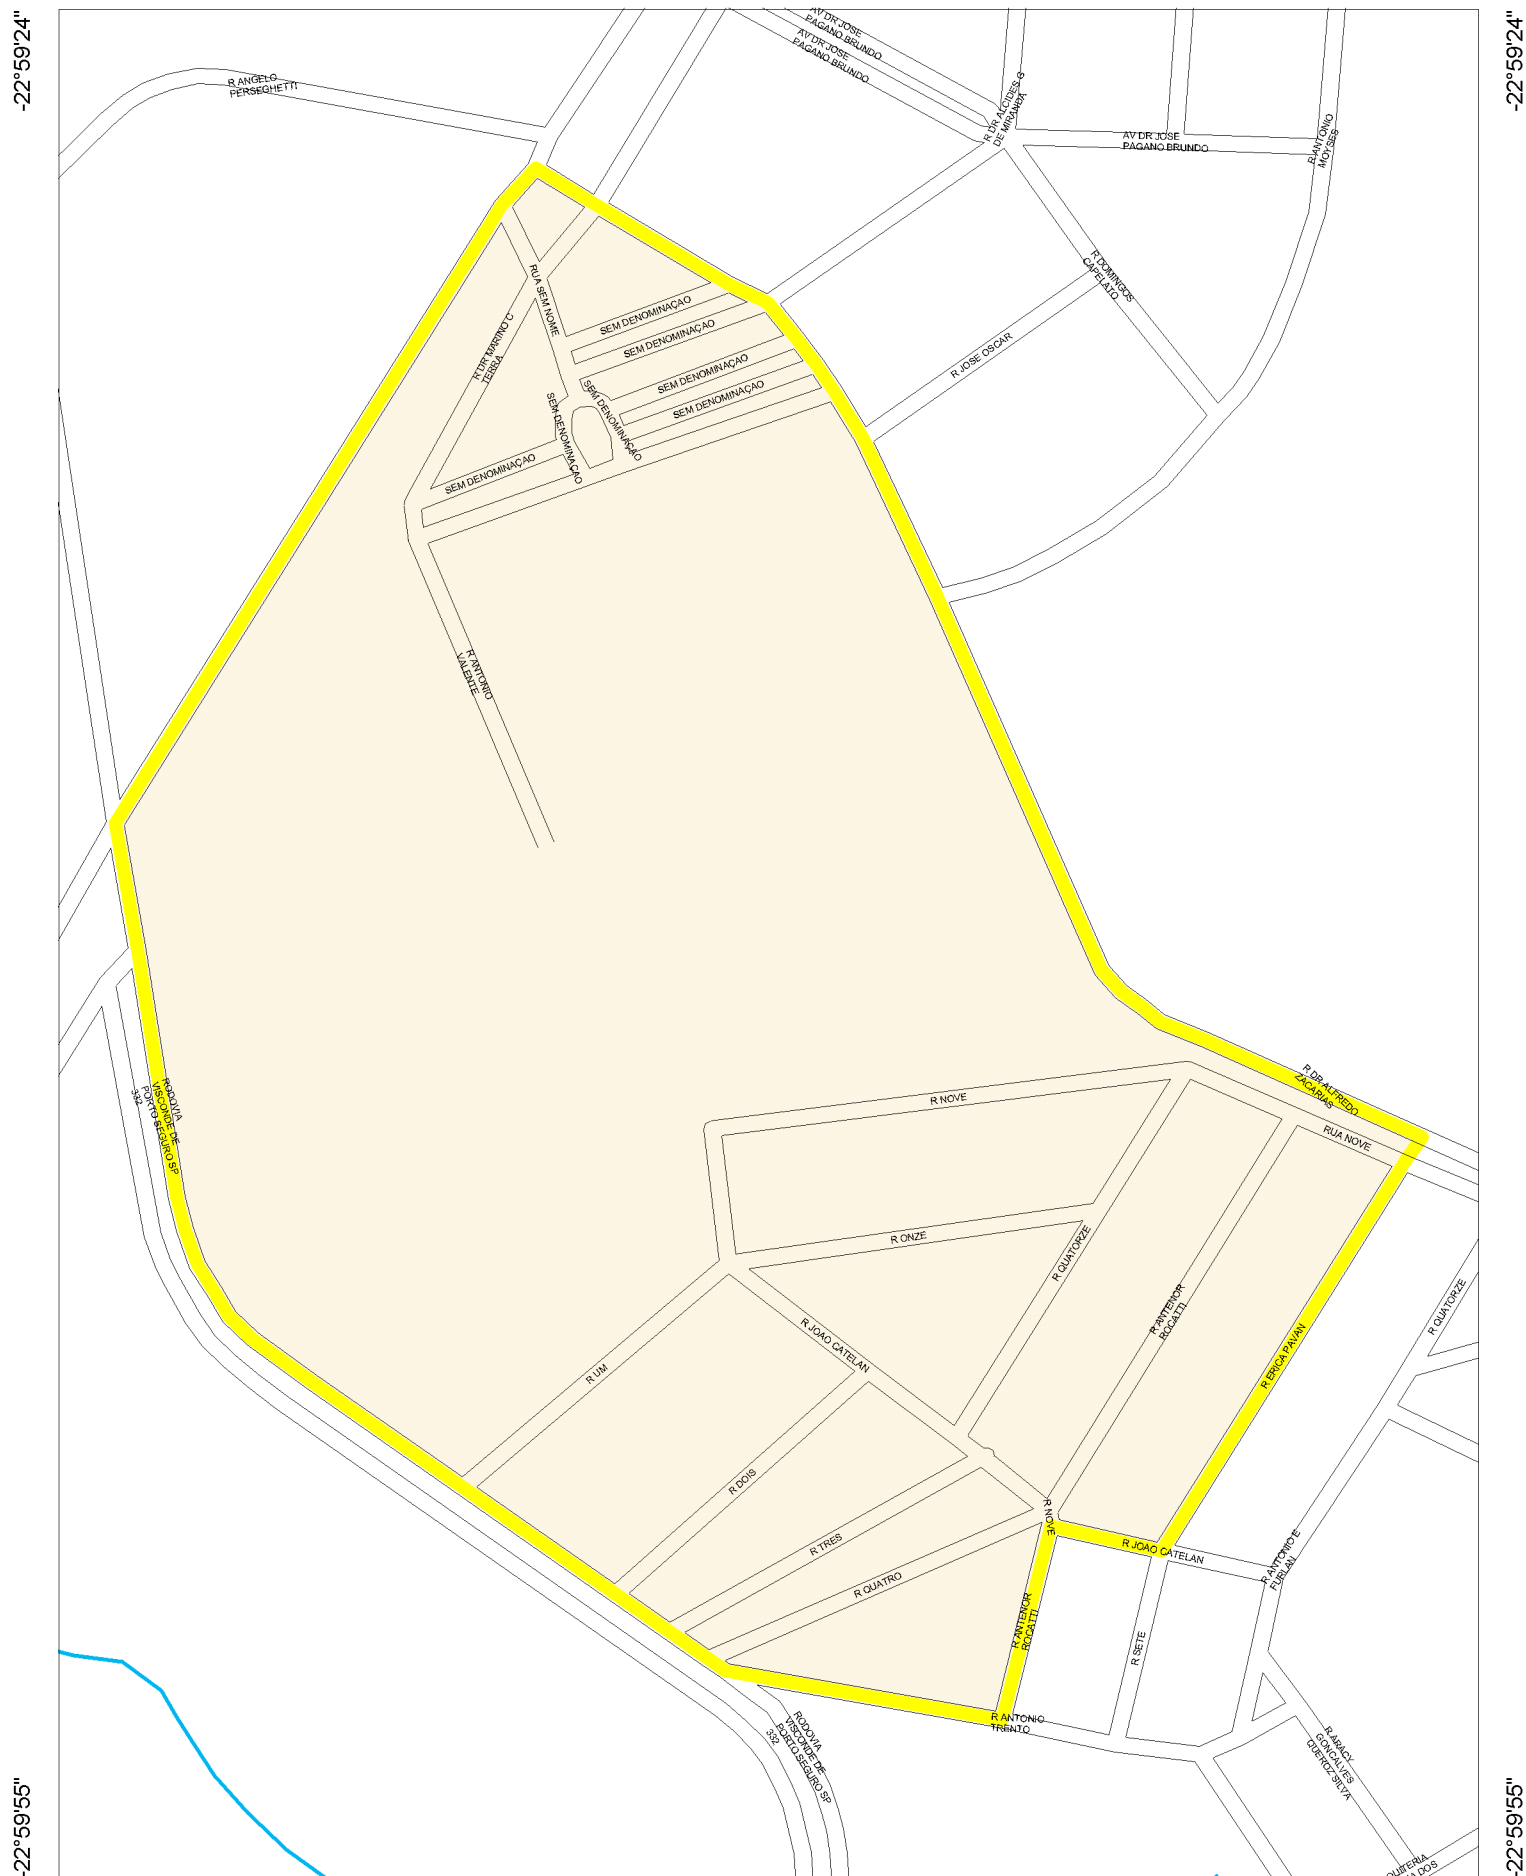 -22°59'24"
-22°59'24"
AV DR JOSE
PAGANO BRUNDO
AV DR JOSE
PAGANO BRUNDO
R ANGELO
PERSEGHETTI
R DR ALCIDES G
DE MIRANDA
AV DR JOSE
PAGANO BRUNDO
R ANTONIO
MOYSES
R DOMINGOS
CAPELATO
RUA SEM NOME
SEM DENOMINAÇAO
SEM DENOMINAÇAO
R DR MARINO C
TERRA
R JOSE OSCAR
SEM DENOMINAÇAO
SEM DENOMINAÇAO
SEM DENOMINAÇAO
SEM DENOMINAÇAO
SEM DENOMINAÇAO
R ANTONIO
VALENTE
RODOVIA
VISCONDE DE
PORTO SEGURO SP
332
R DR ALFREDO
ZACARIAS
R NOVE
RUA NOVE
R ONZE
R QUATORZE
R ANTENOR
ROCATTI
R QUATORZE
R ERICA PAVAN
R JOAO CATELAN
R UM
R DOIS
R NOVE
R TRES
R JOAO CATELAN
R ANTONIO E
FURLAN
R QUATRO
R ANTENOR
ROCATTI
R SETE
R ANTONIO
TRENTO
RODOVIA
VISCONDE DE
PORTO SEGURO SP
332
R ARACY
GONCALVES
QUEROZ SILVA
QUITERIA
A DOS
-22°59'55"
-22°59'55"